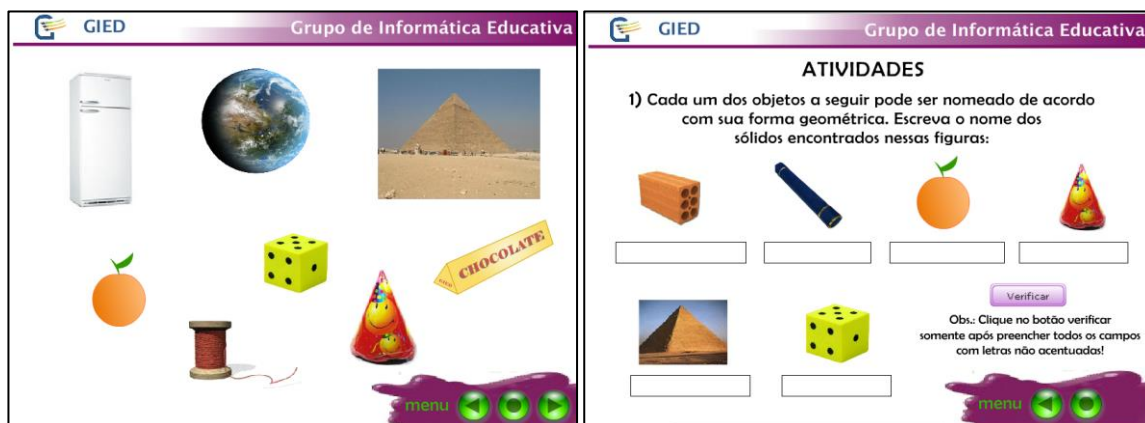 GIED
Grupo de Informática Educativa
CHOCOLATE
menu
GIED
Grupo de Informática Educativa
ATIVIDADES
1) Cada um dos objetos a seguir pode ser nomeado de acordo
com sua forma geométrica. Escreva o nome dos
sólidos encontrados nessas figuras:
Verificar
Obs.: Clique no botão verificar
somente após preencher todos os campos
com letras não acentuadas!
menu